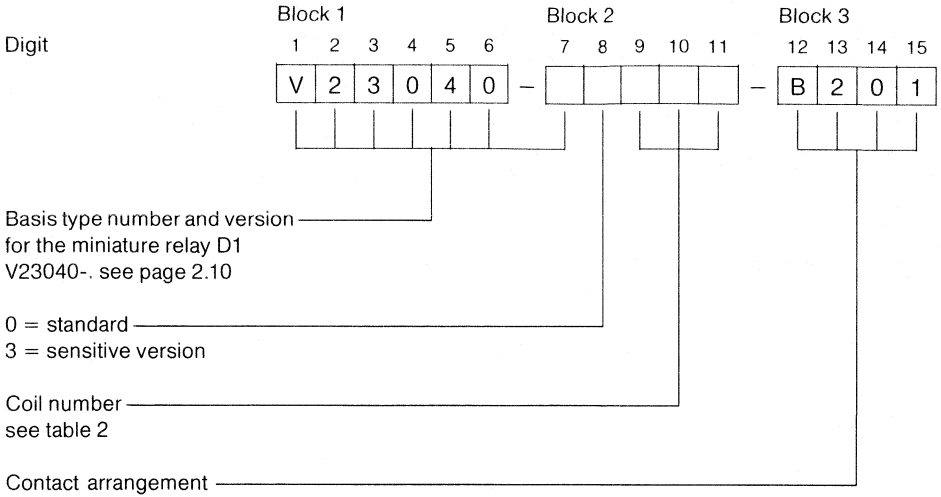 Block 1 Block 2 Block 3
Digit 1 2 3 4 5 6 7 8 9 10 11 12 13 14 15
V 2 3 0 4 0 – – B 2 0 1
Basis type number and version
for the miniature relay D1
V23040-. see page 2.10
0 = standard
3 = sensitive version
Coil number
see table 2
Contact arrangement